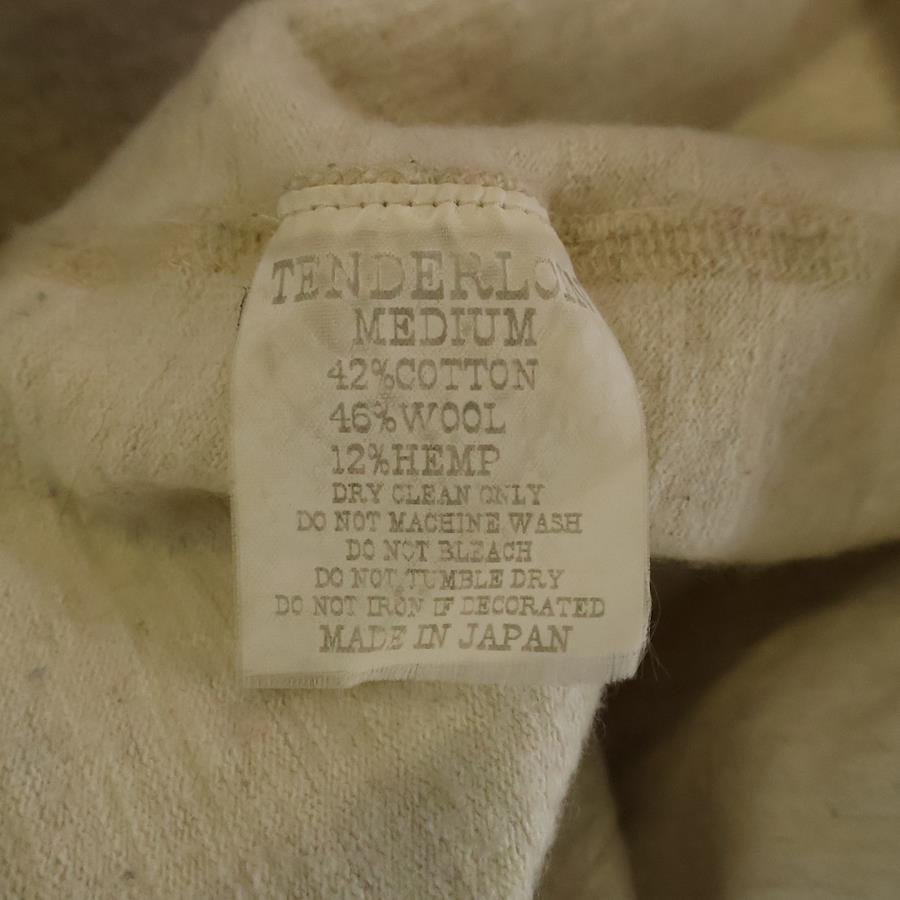 TENDERLOIN
MEDIUM
42%COTTON
46%WOOL
12%HEMP
DRY CLEAN ONLY
DO NOT MACHINE WASH
DO NOT BLEACH
DO NOT TUMBLE DRY
DO NOT IRON IF DECORATED
MADE IN JAPAN